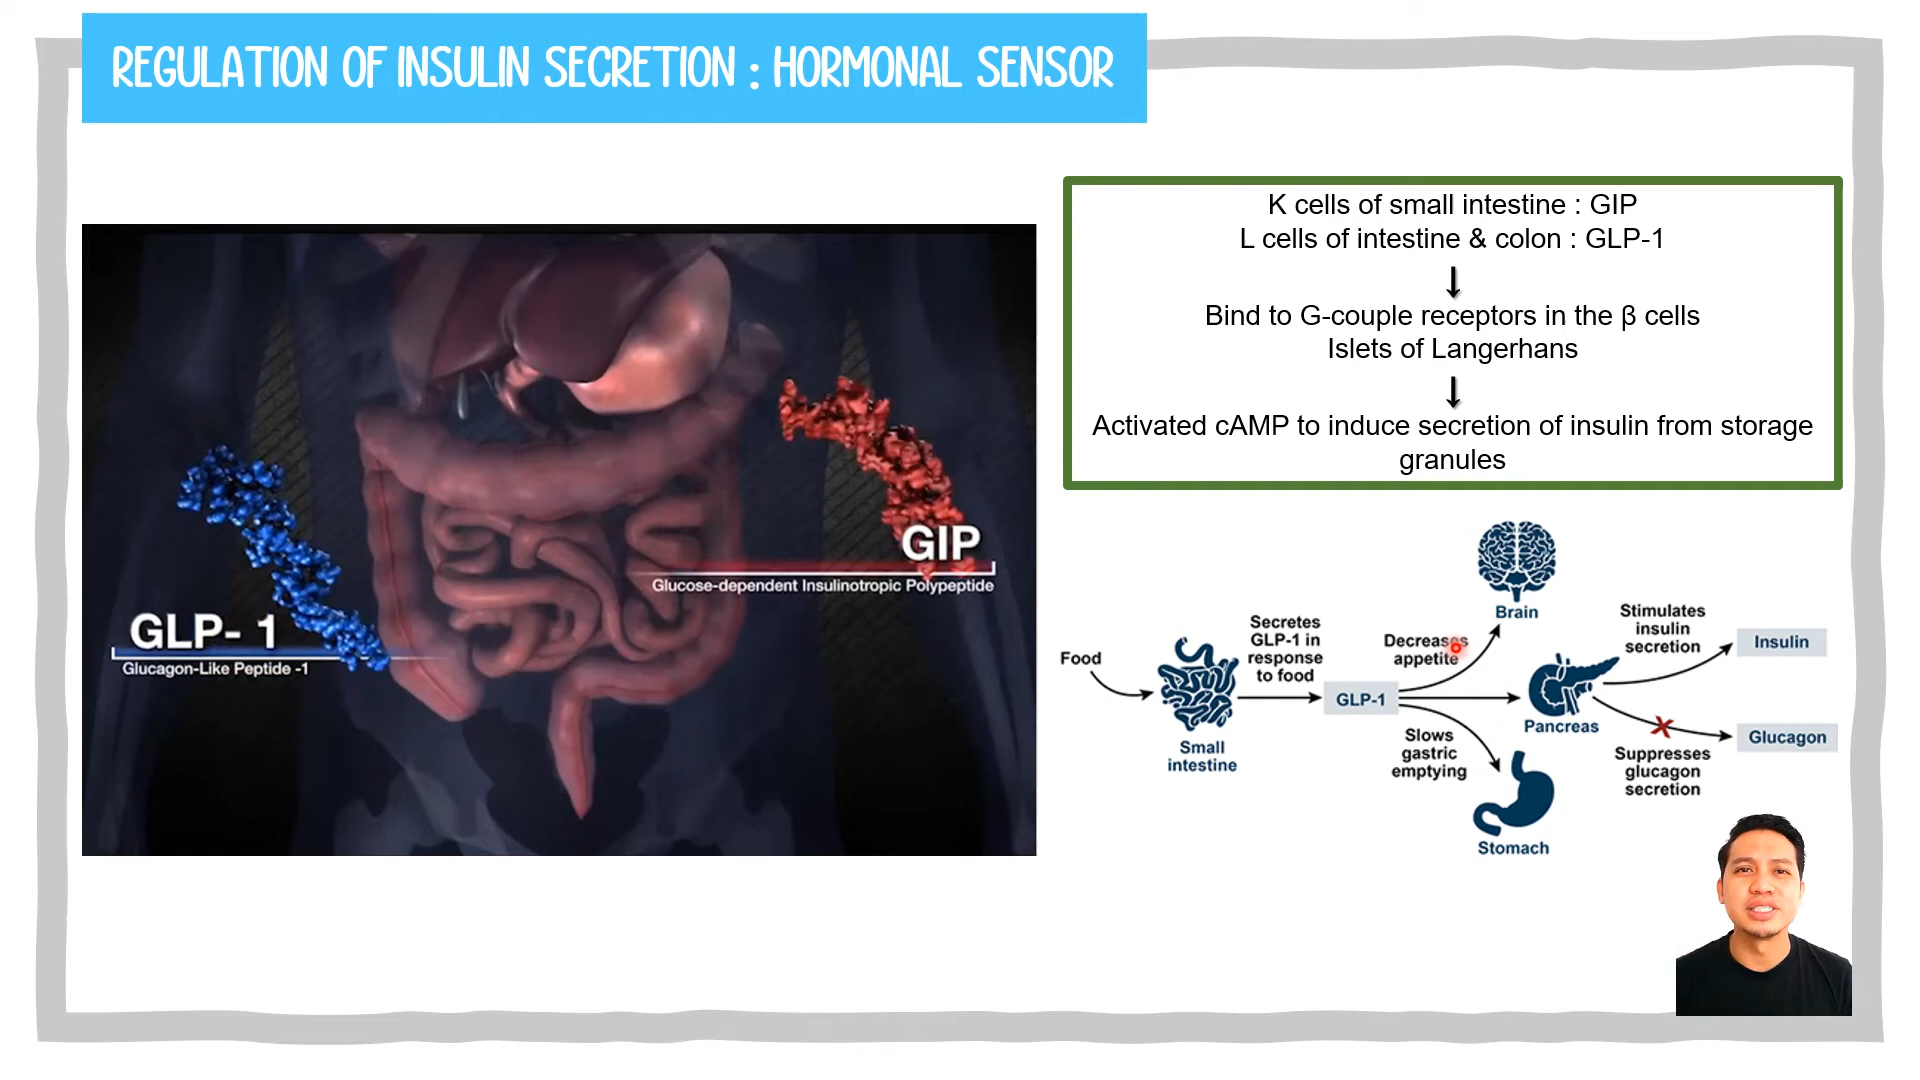 REGULATION OF INSULIN SECRETION : HORMONAL SENSOR
K cells of small intestine : GIP
L cells of intestine & colon : GLP-1
Bind to G-couple receptors in the β cells
Islets of Langerhans
Activated cAMP to induce secretion of insulin from storage
granules
GIP
Glucose-dependent Insulinotropic Polypeptide
GLP- 1
Glucagon-Like Peptide -1
Food
Small
intestine
Secretes
GLP-1 in
response
to food
GLP-1
Decreases
appetite
Brain
Slows
gastric
emptying
Stomach
Pancreas
Stimulates
insulin
secretion
Insulin
X
Suppresses
glucagon
secretion
Glucagon